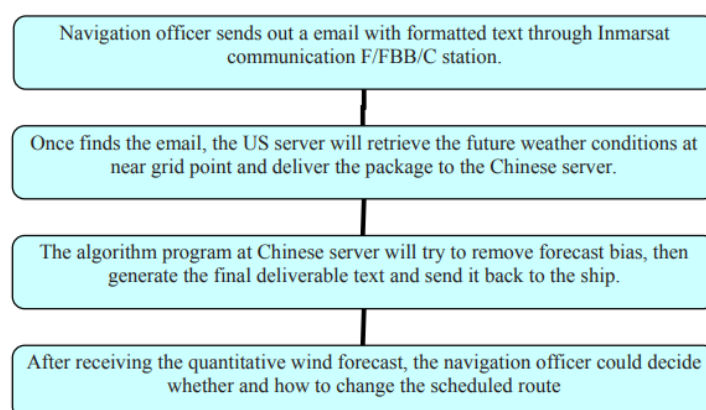 Navigation officer sends out a email with formatted text through Inmarsat
communication F/FBB/C station.
Once finds the email, the US server will retrieve the future weather conditions at
near grid point and deliver the package to the Chinese server.
The algorithm program at Chinese server will try to remove forecast bias, then
generate the final deliverable text and send it back to the ship.
After receiving the quantitative wind forecast, the navigation officer could decide
whether and how to change the scheduled route